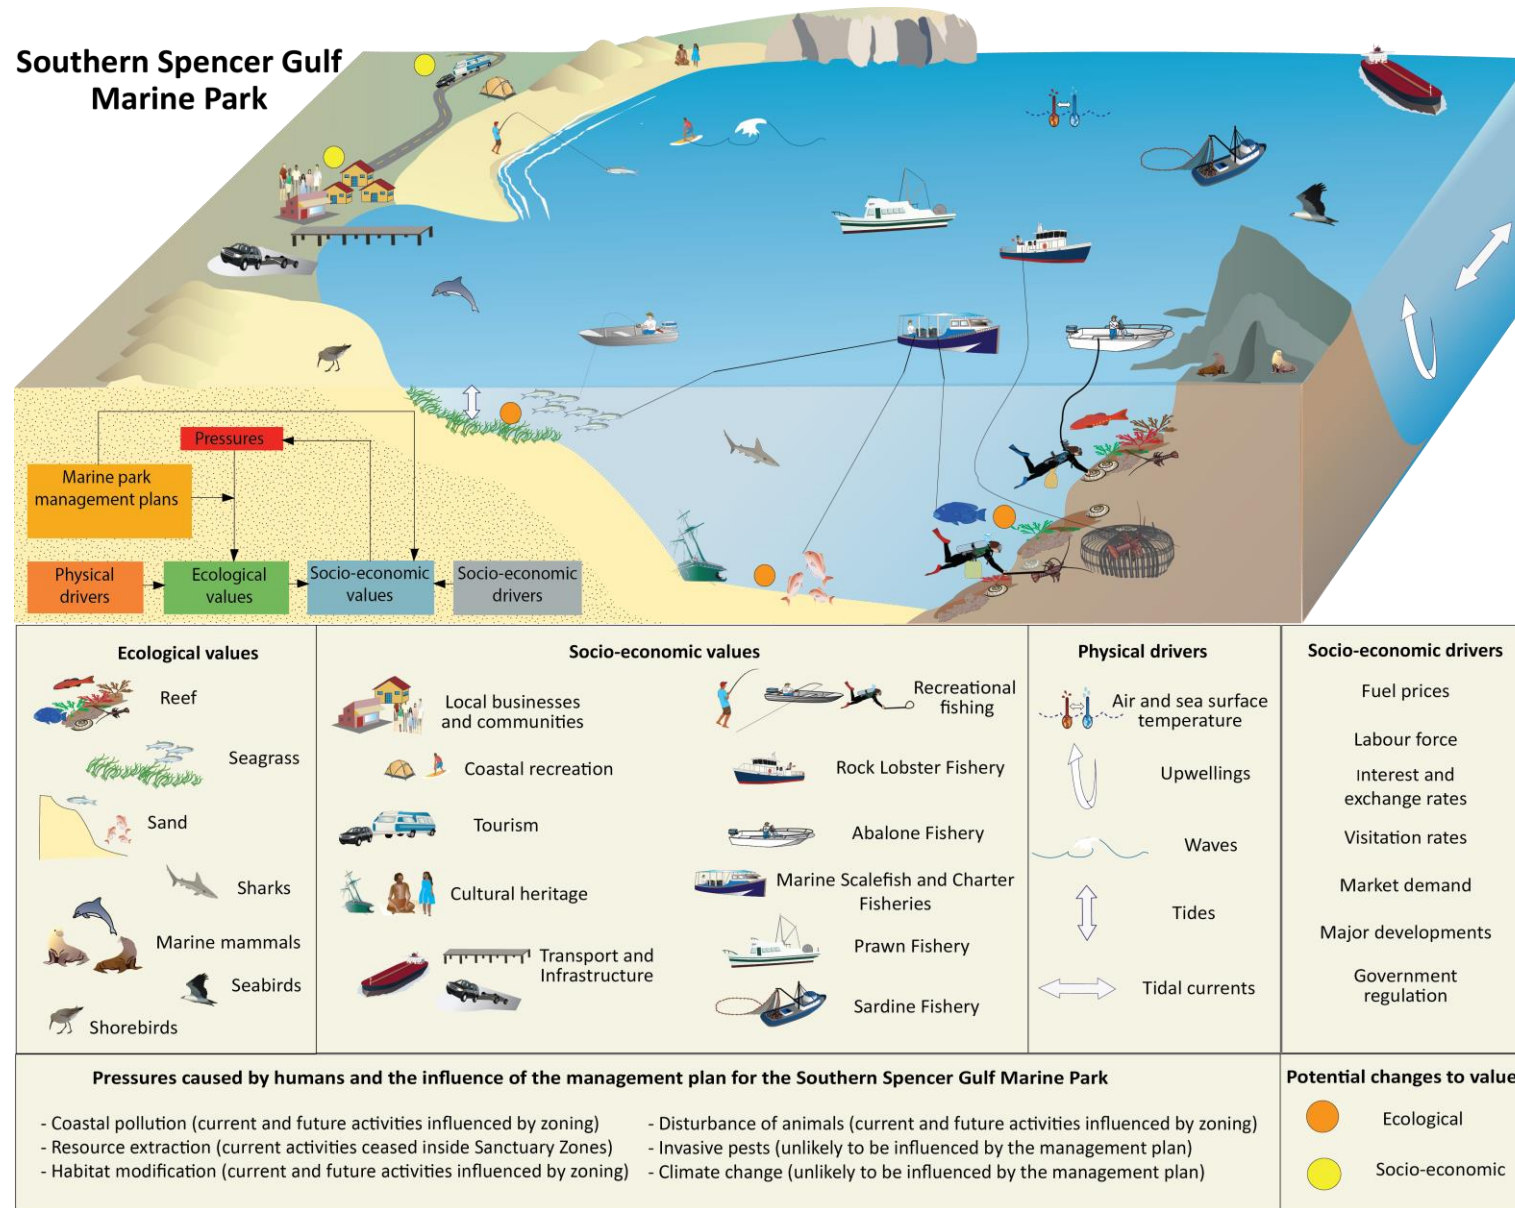 Southern Spencer Gulf
Marine Park
Pressures
Marine park
management plans
Physical
drivers
Ecological
values
Socio-economic
values
Socio-economic
drivers
Ecological values
Reef
Seagrass
Sand
Sharks
Marine mammals
Seabirds
Shorebirds
Socio-economic values
Local businesses
and communities
Coastal recreation
Tourism
Cultural heritage
Transport and
Infrastructure
Recreational
fishing
Rock Lobster Fishery
Abalone Fishery
Marine Scalefish and Charter
Fisheries
Prawn Fishery
Sardine Fishery
Physical drivers
Air and sea surface
temperature
Upwellings
Waves
Tides
Tidal currents
Socio-economic drivers
Fuel prices
Labour force
Interest and
exchange rates
Visitation rates
Market demand
Major developments
Government
regulation
Pressures caused by humans and the influence of the management plan for the Southern Spencer Gulf Marine Park
- Coastal pollution (current and future activities influenced by zoning)
- Resource extraction (current activities ceased inside Sanctuary Zones)
- Habitat modification (current and future activities influenced by zoning)
- Disturbance of animals (current and future activities influenced by zoning)
- Invasive pests (unlikely to be influenced by the management plan)
- Climate change (unlikely to be influenced by the management plan)
Potential changes to value
Ecological
Socio-economic